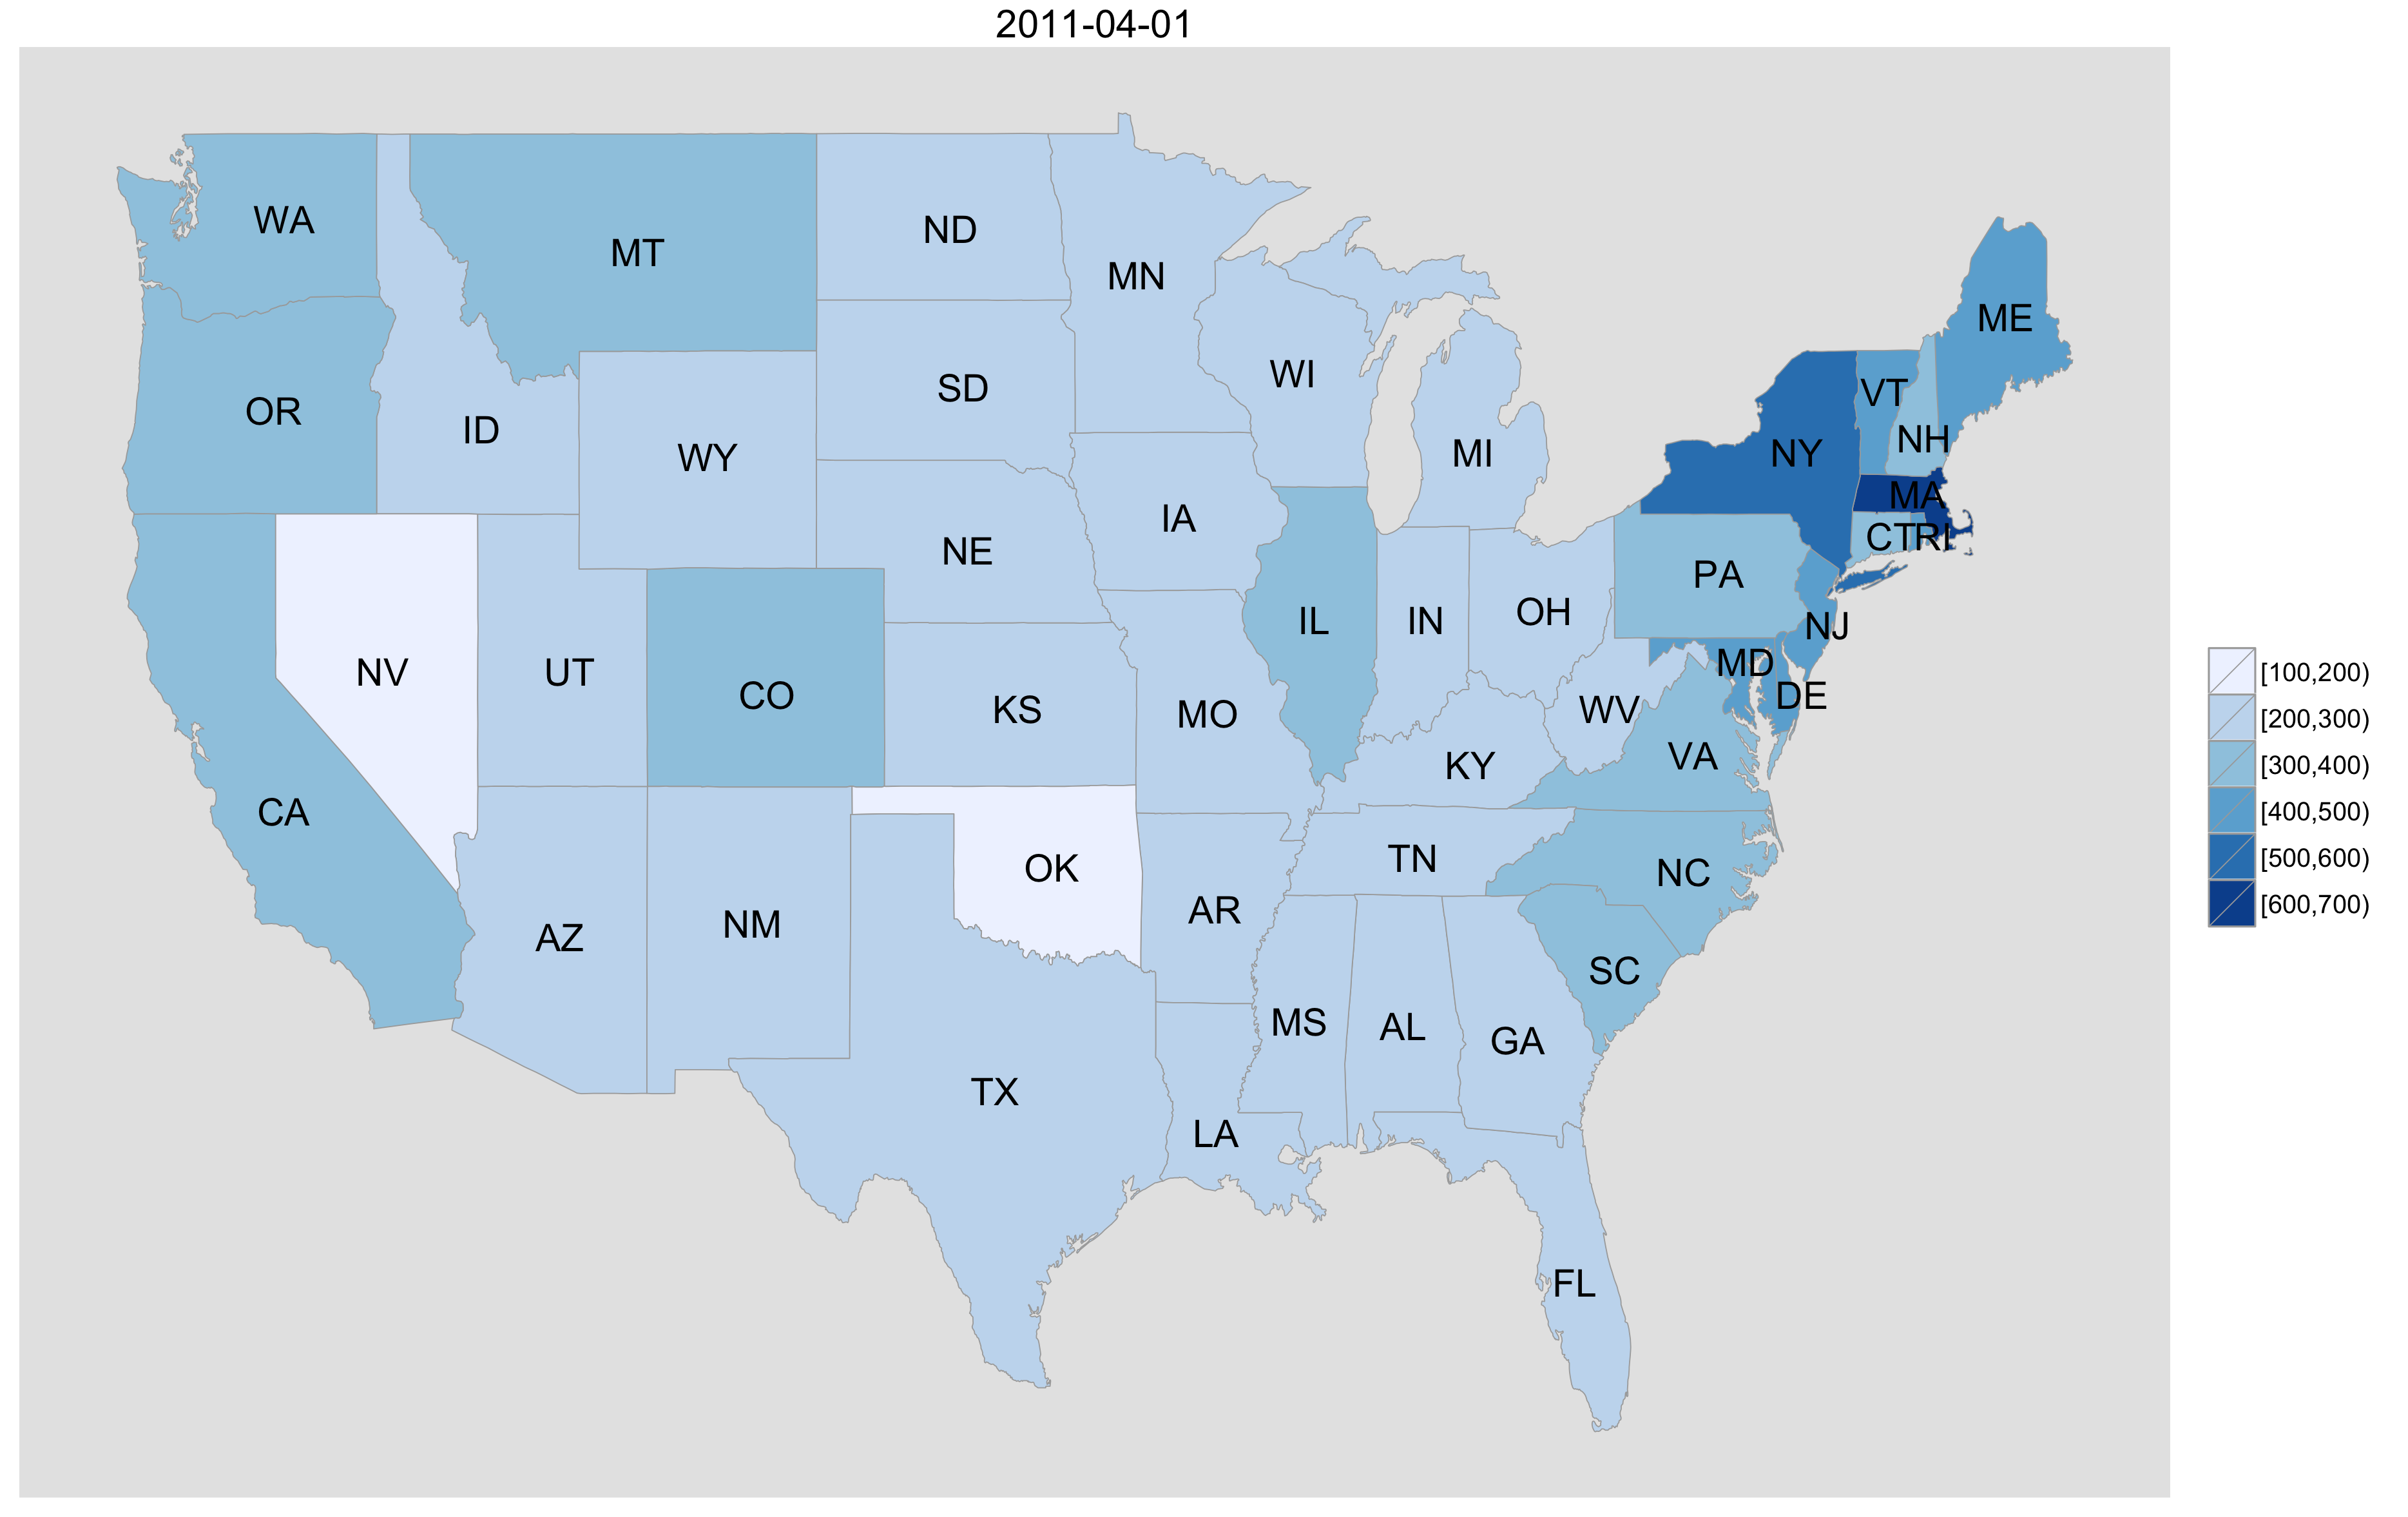 2011-04-01
WA
MT
ND
MN
ME
OR
ID
WY
SD
WI
MI
VT
NH
NY
MA
CT
RI
IA
NE
PA
NJ
NV
UT
CO
KS
MO
IL
IN
OH
MD
DE
WV
VA
KY
CA
AZ
NM
OK
AR
TN
NC
SC
TX
LA
MS
AL
GA
FL
[100,200)
[200,300)
[300,400)
[400,500)
[500,600)
[600,700)